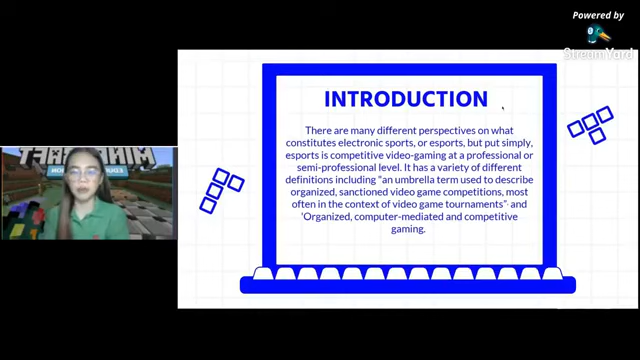 Powered by
StreamYard
INTRODUCTION
There are many different perspectives on what
constitutes electronic sports, or esports, but put simply,
esports is competitive video-gaming at a professional or
semi-professional level. It has a variety of different
definitions including "an umbrella term used to describe
organized, sanctioned video game competitions, most
often in the context of video game tournaments" and
'Organized, computer-mediated and competitive
gaming.